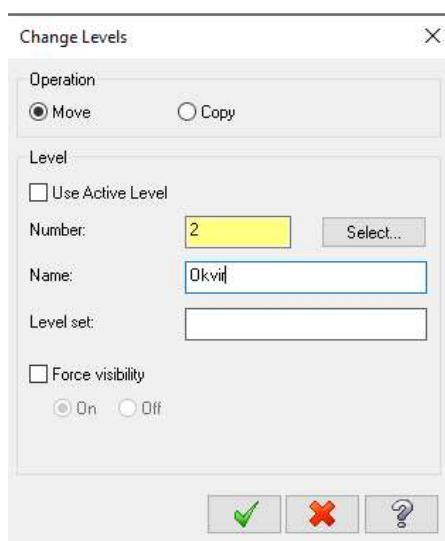 Change Levels
Operation
Move Copy
Level
Use Active Level
Number: 2 Select...
Name: Okvir
Level set:
Force visibility
On Off